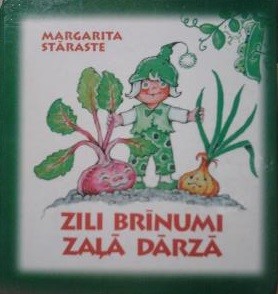 MARGARITA
STĀRASTE
ZILI BRĪNUMI
ZAĻĀ DĀRZĀ